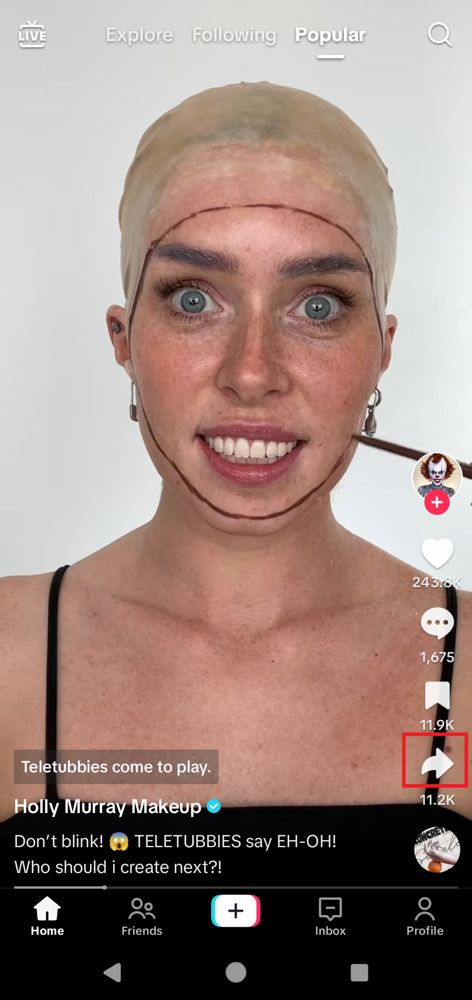 LIVE
Explore Following Popular
243.8K
1,675
11.9K
Teletubbies come to play.
11.2K
Holly Murray Makeup
Don't blink! 😱 TELETUBBIES say EH-OH!
Who should i create next?!
Home Friends Inbox Profile